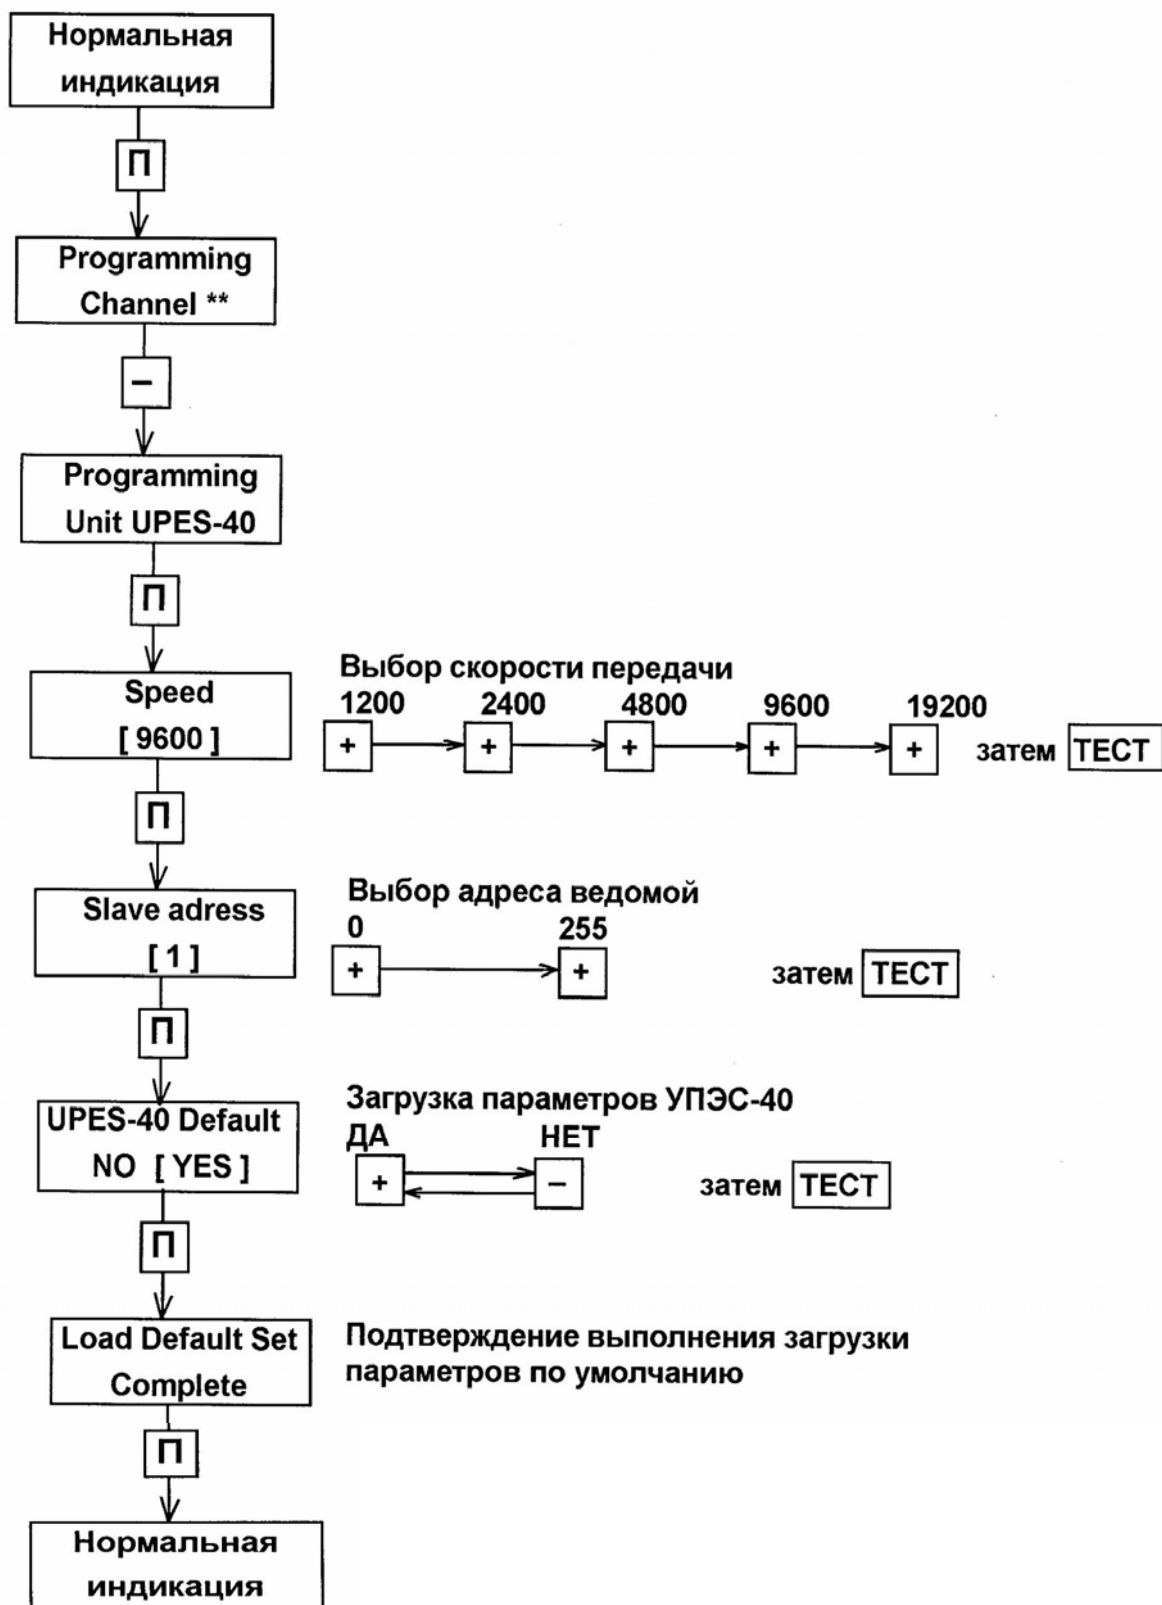 Нормальная
индикация
П
Programming
Channel **
–
Programming
Unit UPES-40
П
Speed
[ 9600 ]
Выбор скорости передачи
1200 2400 4800 9600 19200
+ + + + + затем ТЕСТ
П
Slave adress
[ 1 ]
Выбор адреса ведомой
0 255
+ + затем ТЕСТ
П
UPES-40 Default
NO [ YES ]
Загрузка параметров УПЭС-40
ДА НЕТ
+ – затем ТЕСТ
П
Load Default Set
Complete
Подтверждение выполнения загрузки
параметров по умолчанию
П
Нормальная
индикация